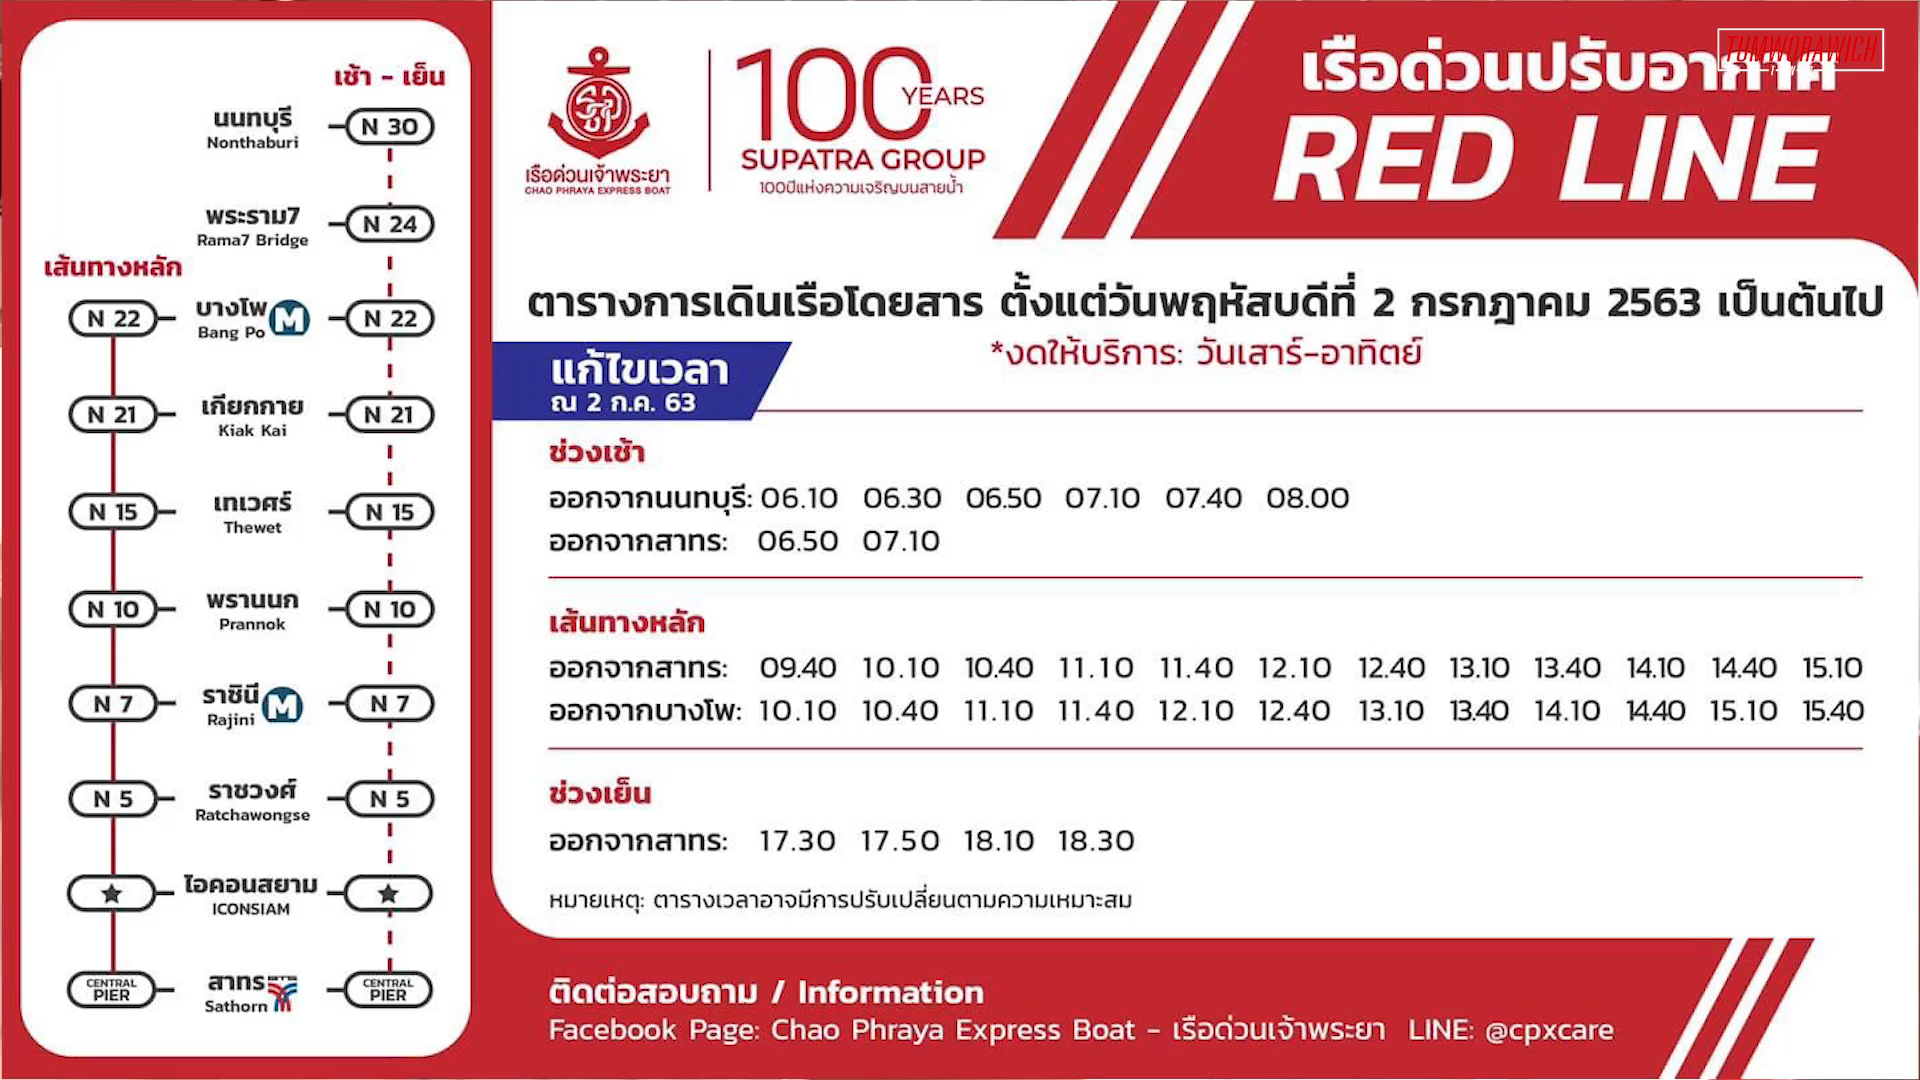 เช้า - เย็น
นนทบุรี
Nonthaburi
N 30
พระราม7
Rama7 Bridge
N 24
เส้นทางหลัก
N 22
บางโพ
Bang Po
M
N 22
N 21
เกียกกาย
Kiak Kai
N 21
N 15
เทเวศร์
Thewet
N 15
N 10
พรานนก
Prannok
N 10
N 7
ราชินี
Rajini
M
N 7
N 5
ราชวงศ์
Ratchawongse
N 5
ไอคอนสยาม
ICONSIAM
CENTRAL
PIER
สาทร
Sathorn
BTS
CENTRAL
PIER
เรือด่วนเจ้าพระยา
CHAO PHRAYA EXPRESS BOAT
100 YEARS
SUPATRA GROUP
100ปีแห่งความเจริญบนสายน้ำ
TUMWORAWICH
เรือด่วนปรับอากาศ
RED LINE
ตารางการเดินเรือโดยสาร ตั้งแต่วันพฤหัสบดีที่ 2 กรกฎาคม 2563 เป็นต้นไป
*งดให้บริการ: วันเสาร์-อาทิตย์
แก้ไขเวลา
ณ 2 ก.ค. 63
ช่วงเช้า
ออกจากนนทบุรี: 06.10 06.30 06.50 07.10 07.40 08.00
ออกจากสาทร: 06.50 07.10
เส้นทางหลัก
ออกจากสาทร: 09.40 10.10 10.40 11.10 11.40 12.10 12.40 13.10 13.40 14.10 14.40 15.10
ออกจากบางโพ: 10.10 10.40 11.10 11.40 12.10 12.40 13.10 13.40 14.10 14.40 15.10 15.40
ช่วงเย็น
ออกจากสาทร: 17.30 17.50 18.10 18.30
หมายเหตุ: ตารางเวลาอาจมีการปรับเปลี่ยนตามความเหมาะสม
ติดต่อสอบถาม / Information
Facebook Page: Chao Phraya Express Boat - เรือด่วนเจ้าพระยา LINE: @cpxcare